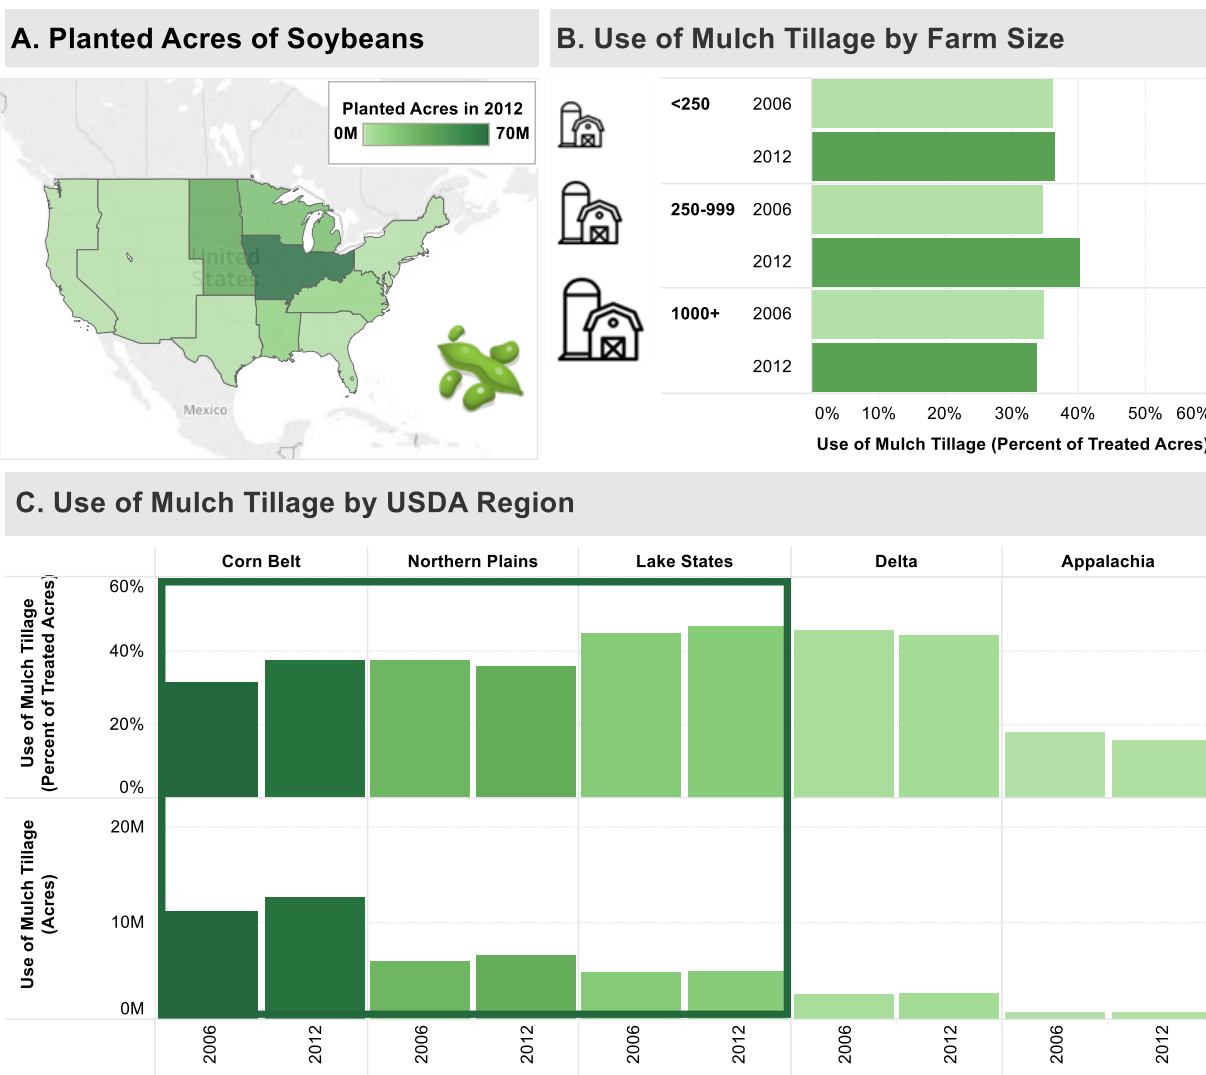 A. Planted Acres of Soybeans
Planted Acres in 2012
0M 70M
United
States
Mexico
B. Use of Mulch Tillage by Farm Size
<250 2006
2012
250-999 2006
2012
1000+ 2006
2012
0% 10% 20% 30% 40% 50% 60%
Use of Mulch Tillage (Percent of Treated Acres)
C. Use of Mulch Tillage by USDA Region
Corn Belt Northern Plains Lake States Delta Appalachia
Use of Mulch Tillage
(Percent of Treated Acres)
60%
40%
20%
0%
Use of Mulch Tillage
(Acres)
20M
10M
0M
2006 2012 2006 2012 2006 2012 2006 2012 2006 2012